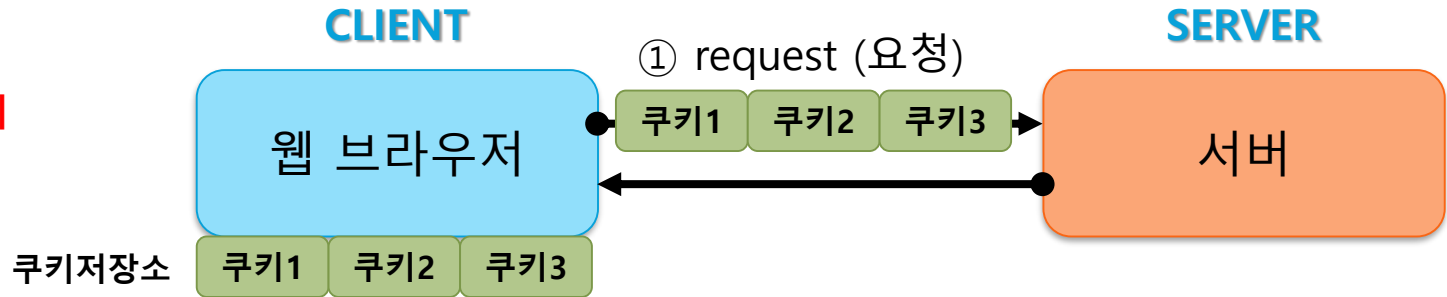 CLIENT
SERVER
① request (요청)
쿠키1 쿠키2 쿠키3
웹 브라우저
서버
쿠키저장소 쿠키1 쿠키2 쿠키3